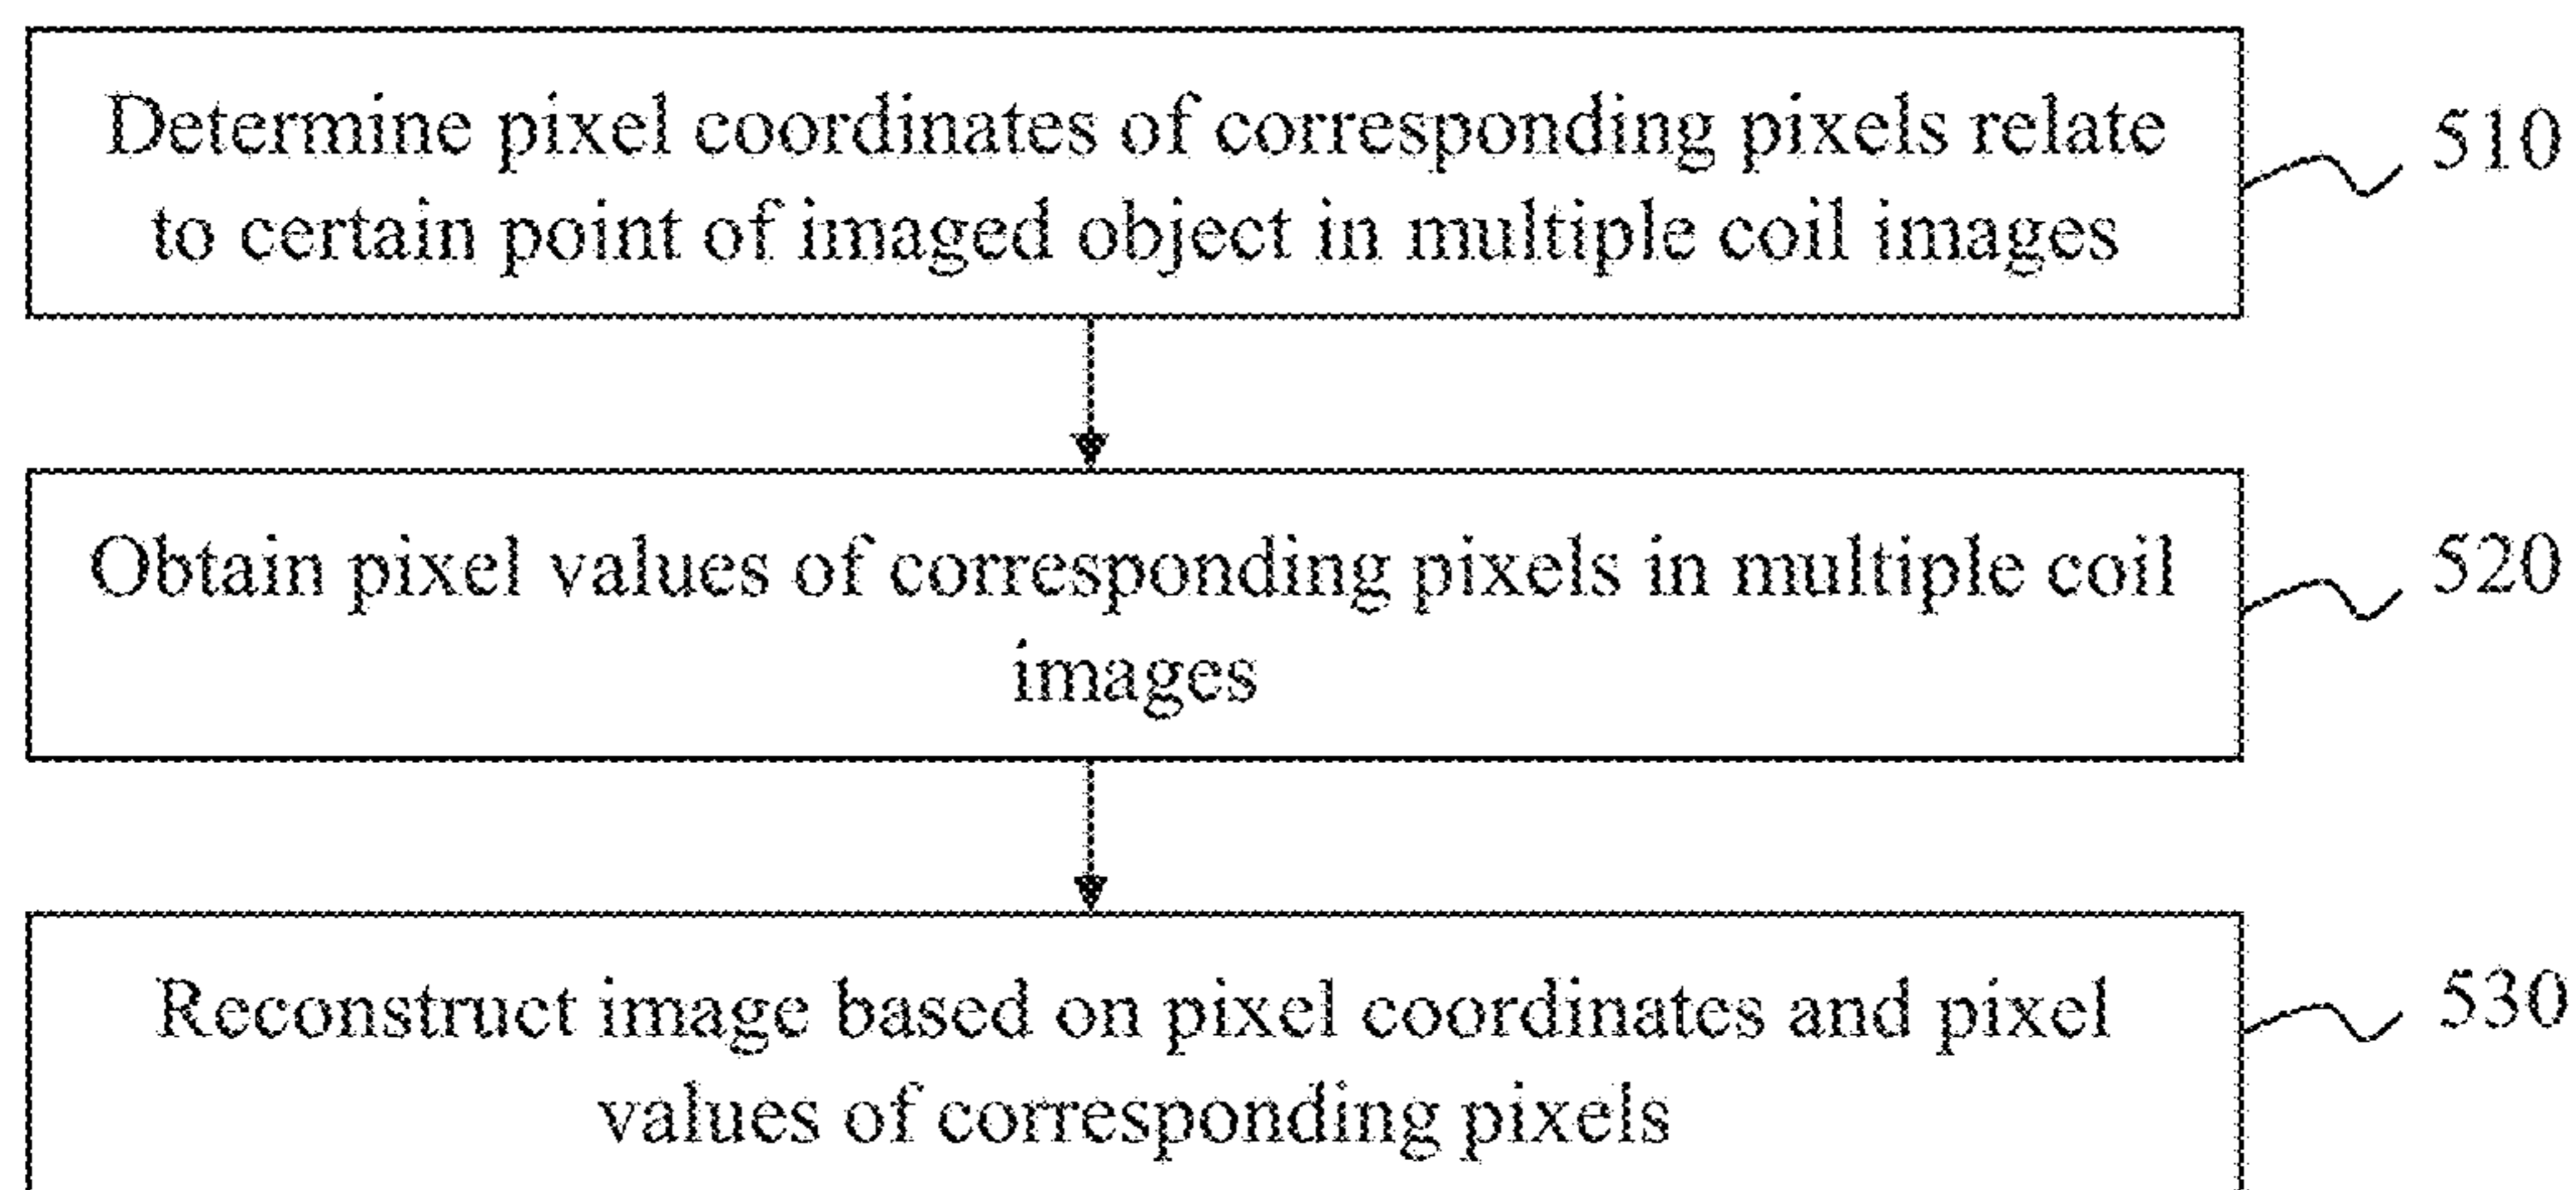 Determine pixel coordinates of corresponding pixels relate
to certain point of imaged object in multiple coil images
510
Obtain pixel values of corresponding pixels in multiple coil
images
520
Reconstruct image based on pixel coordinates and pixel
values of corresponding pixels
530